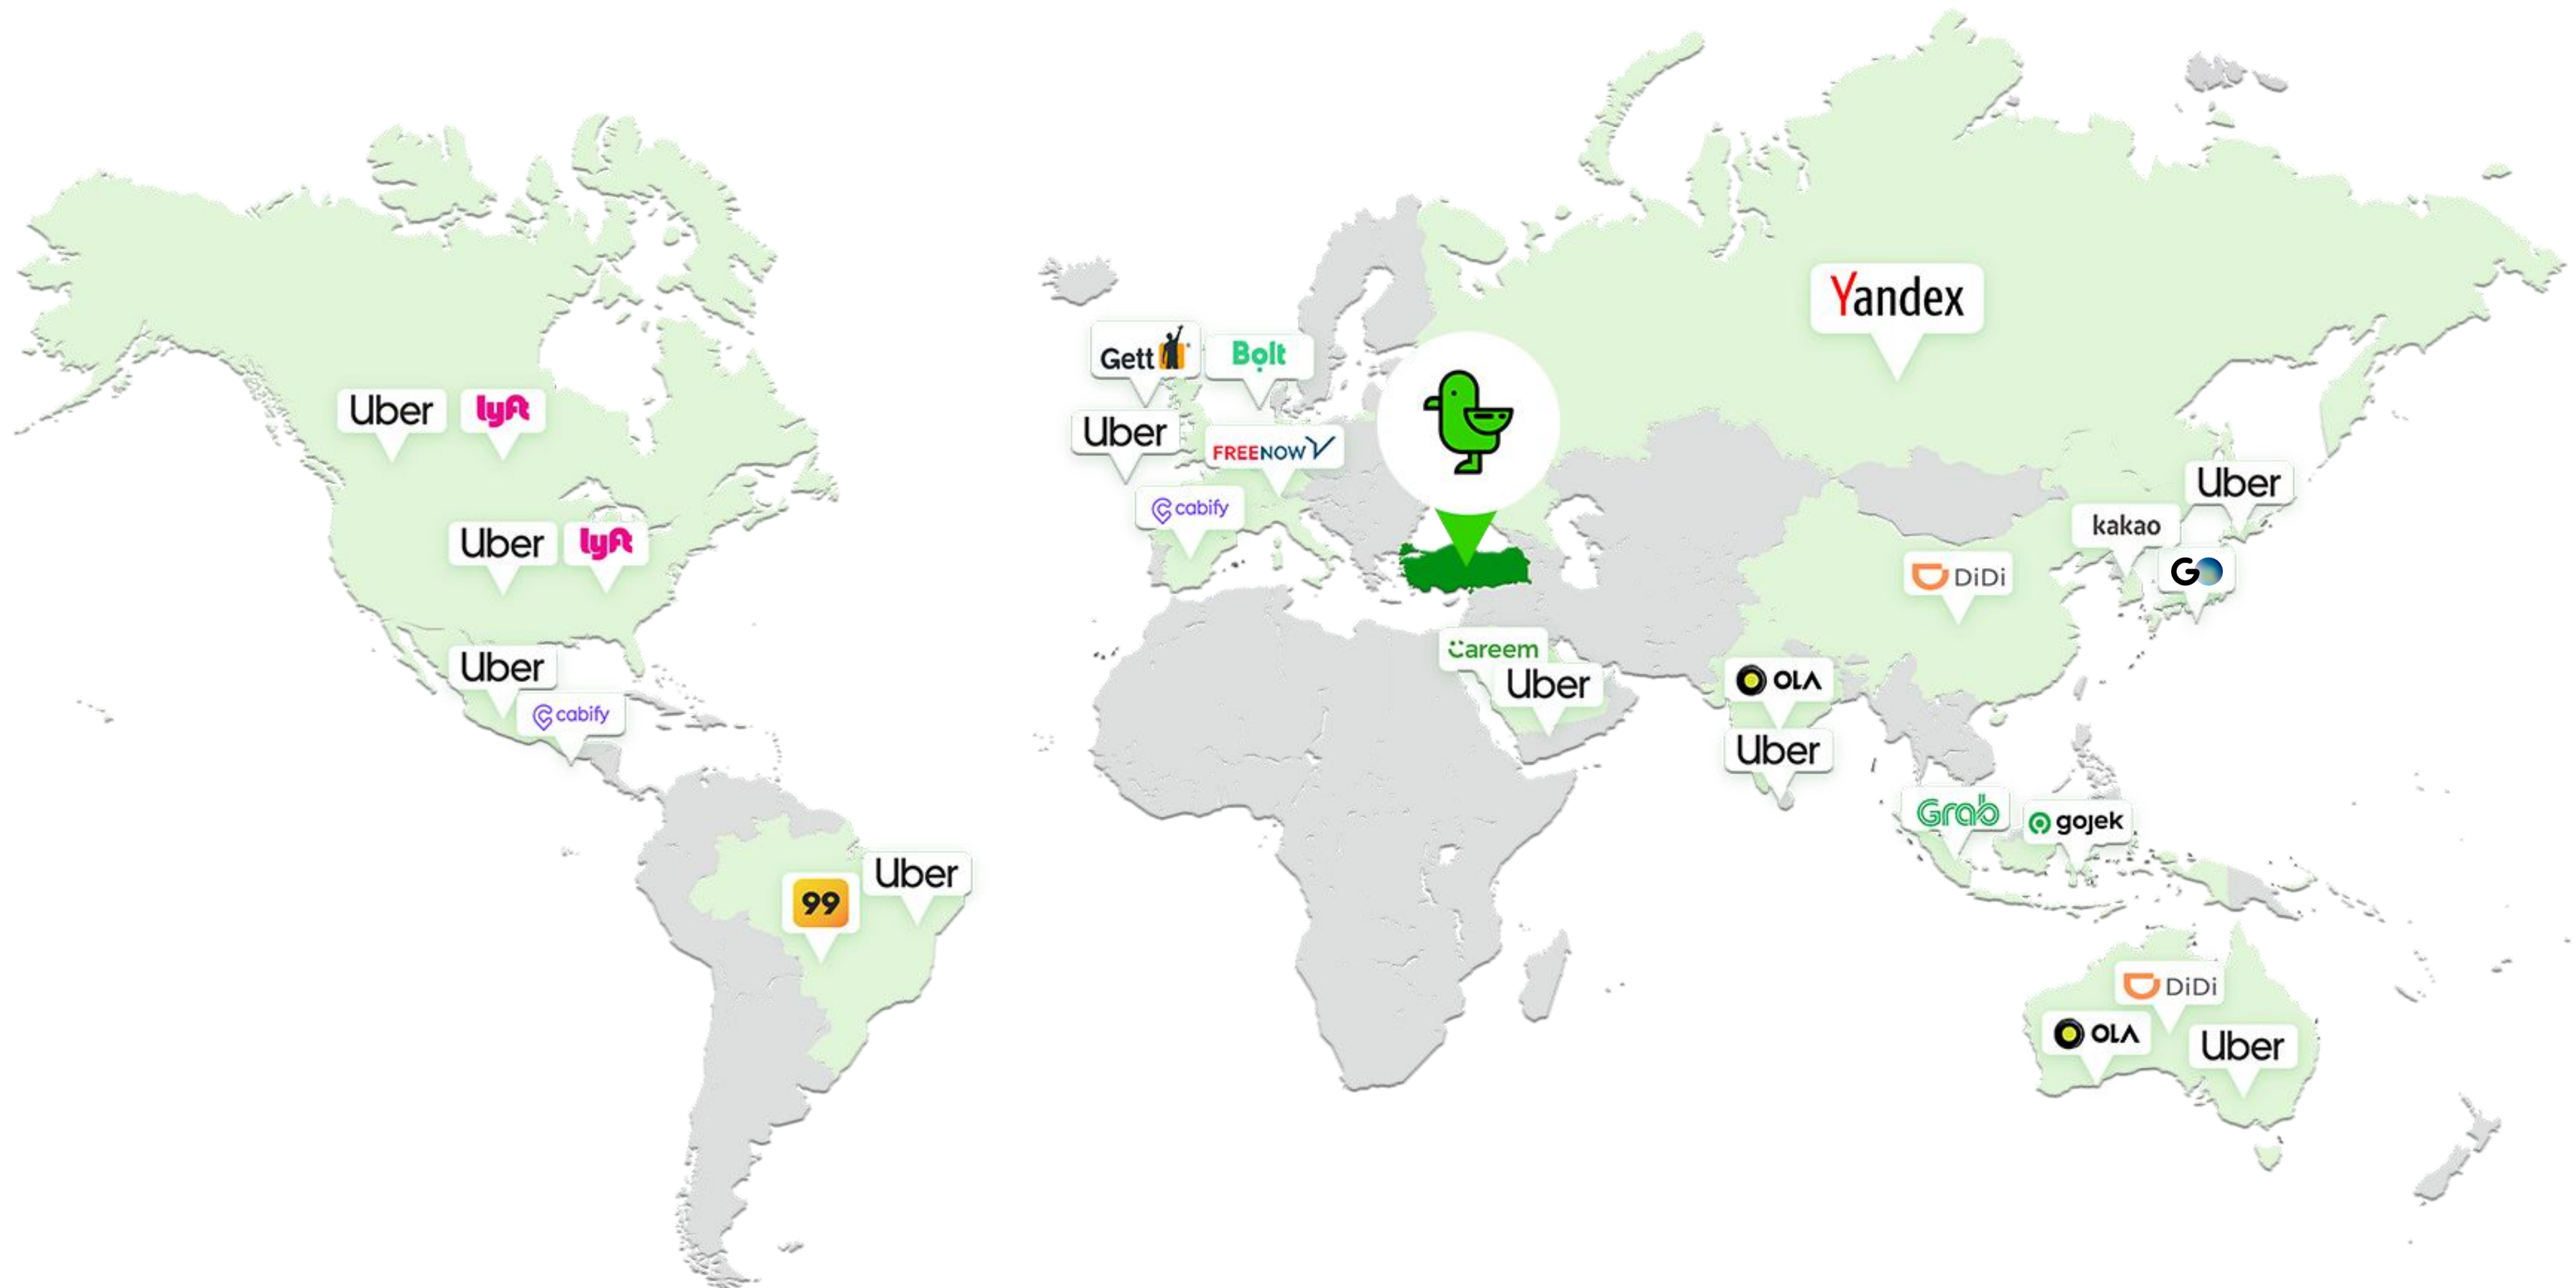 Uber
lyft
Uber
lyft
Uber
cabify
99
Uber
Gett
Bolt
Uber
FREENOW
cabify
Yandex
Careem
Uber
Uber
kakao
GO
DiDi
OLA
Uber
Grab
gojek
DiDi
OLA
Uber